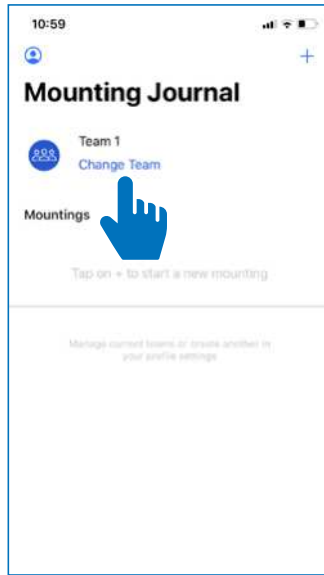 10:59
Mounting Journal
Team 1
Change Team
Mountings
Tap on + to start a new mounting
Manage current teams or create another in
your profile settings